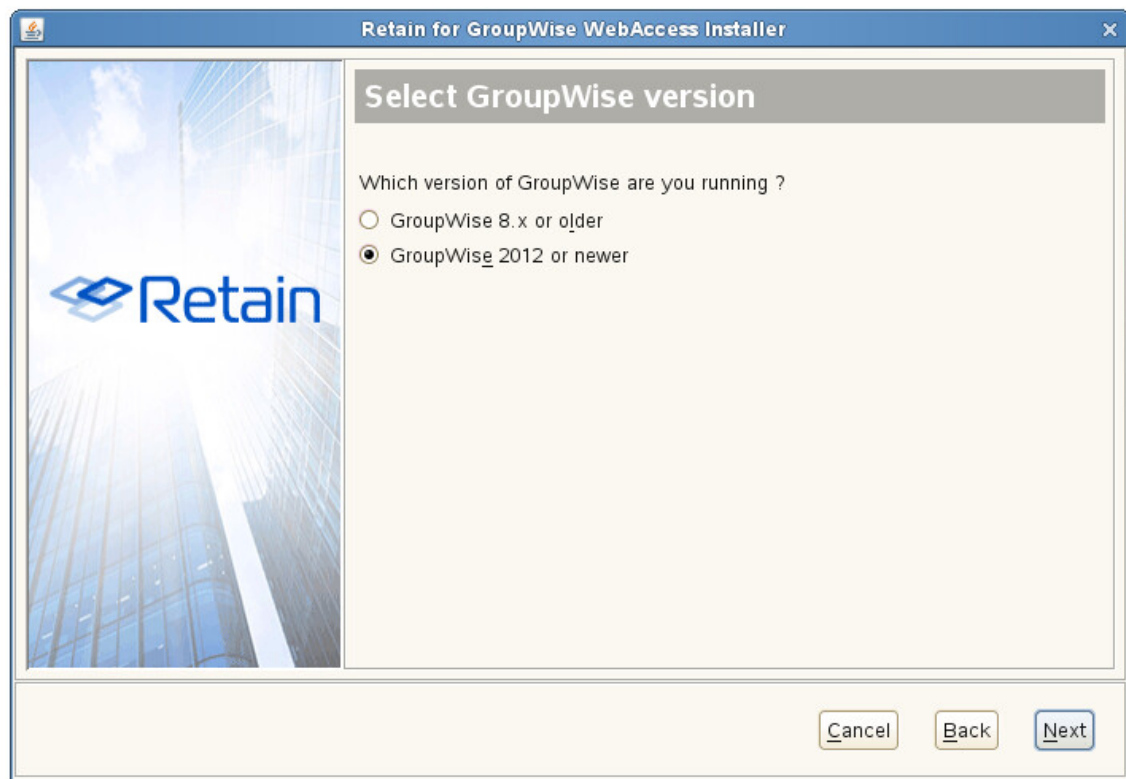 Retain for GroupWise WebAccess Installer
Select GroupWise version
Which version of GroupWise are you running ?
GroupWise 8.x or older
GroupWise 2012 or newer
Retain
Cancel Back Next